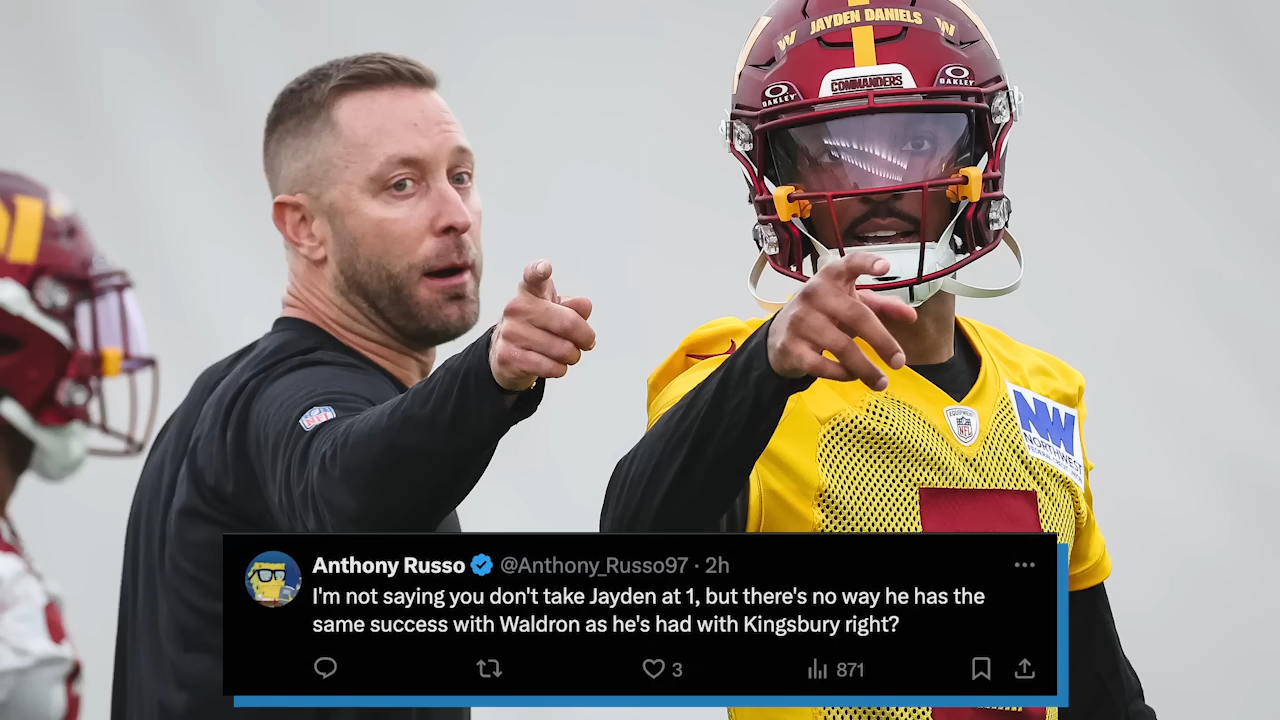 W JAYDEN DANIELS W
OAKLEY
COMMANDERS
OAKLEY
NFL
EQUIPMENT
NFL
NW
NORTHWEST
Anthony Russo @Anthony_Russo97 · 2h
I'm not saying you don't take Jayden at 1, but there's no way he has the
same success with Waldron as he's had with Kingsbury right?
3
871